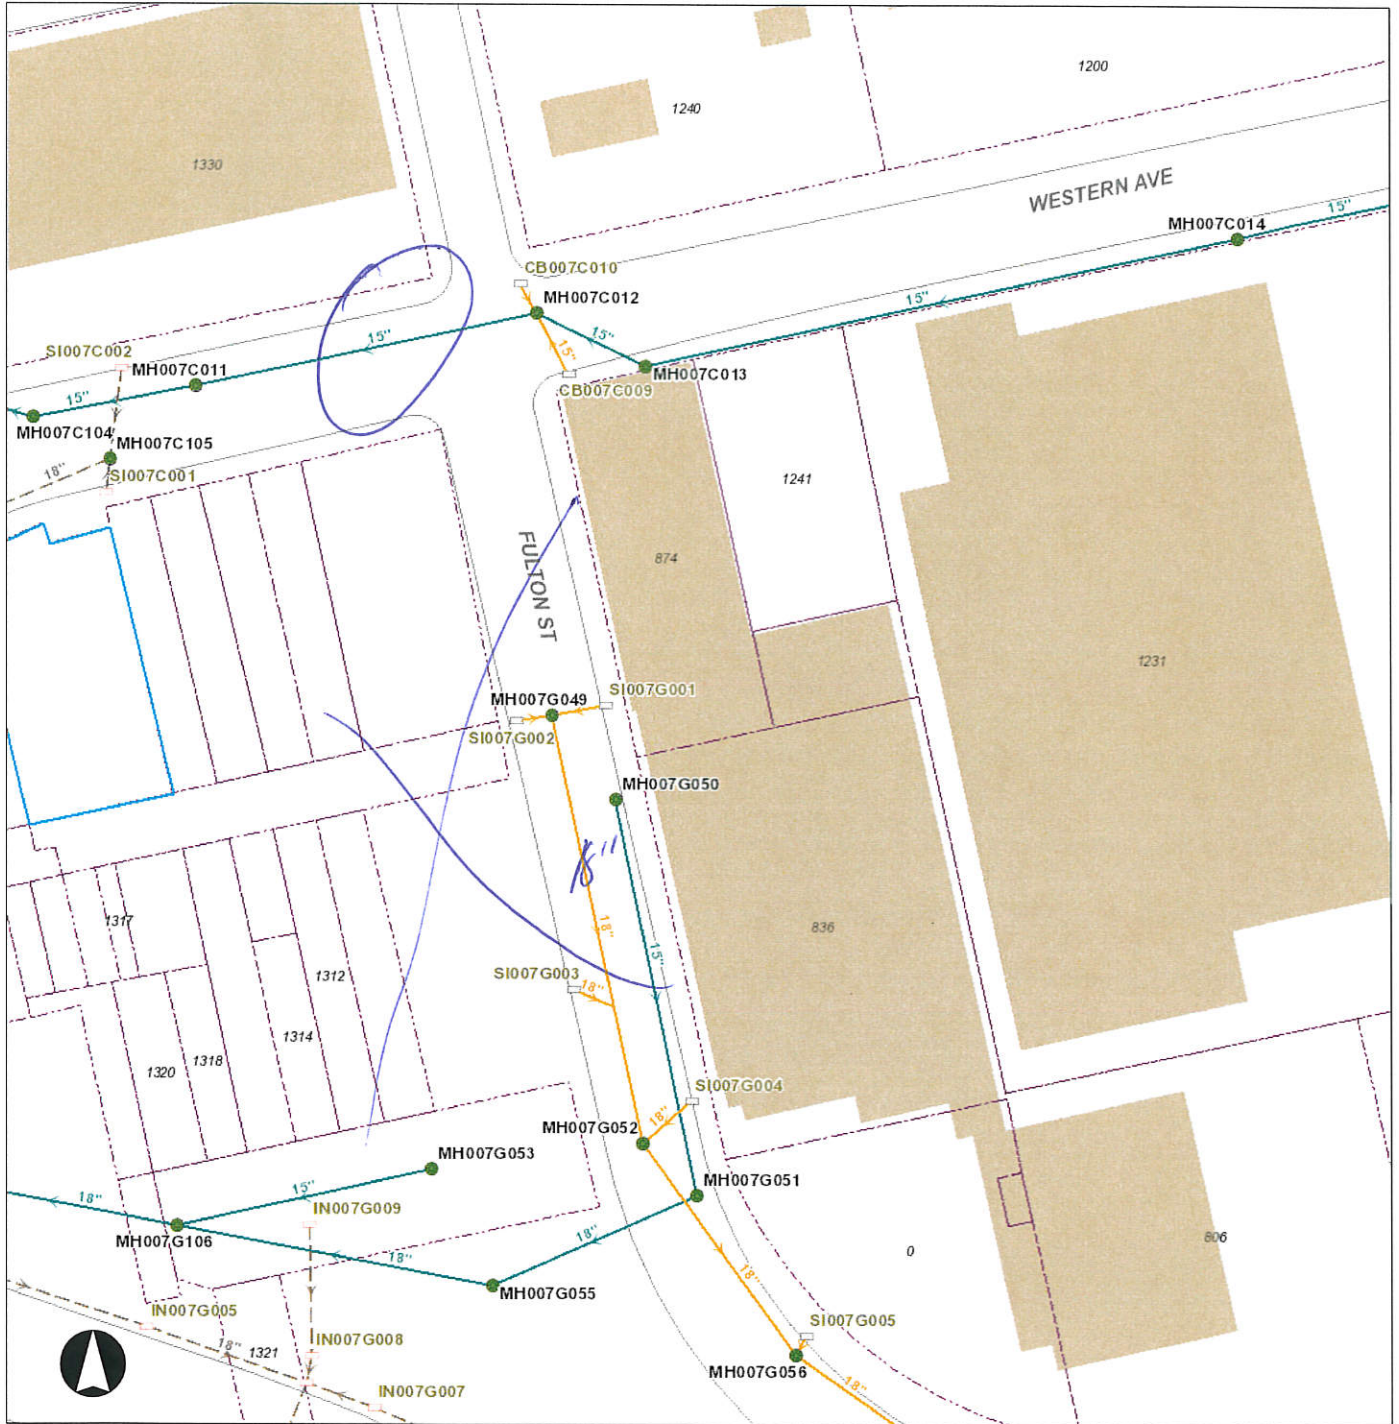 1200
1240
1330
WESTERN AVE
15"
MH007C014
CB007C010
MH007C012
15"
15"
15"
15"
SI007C002
MH007C011
MH007C013
CB007C009
15"
MH007C104
MH007C105
18"
SI007C001
1241
FULTON ST
874
1231
SI007G001
MH007G049
SI007G002
MH007G050
8"
1317
18"
836
15"
SI007G003
18"
1312
1314
1318
1320
SI007G004
18"
MH007G052
MH007G053
MH007G051
18"
15"
IN007G009
18"
MH007G106
18"
0
806
18"
MH007G055
IN007G005
SI007G005
18"
1321
IN007G008
MH007G056
18"
IN007G007